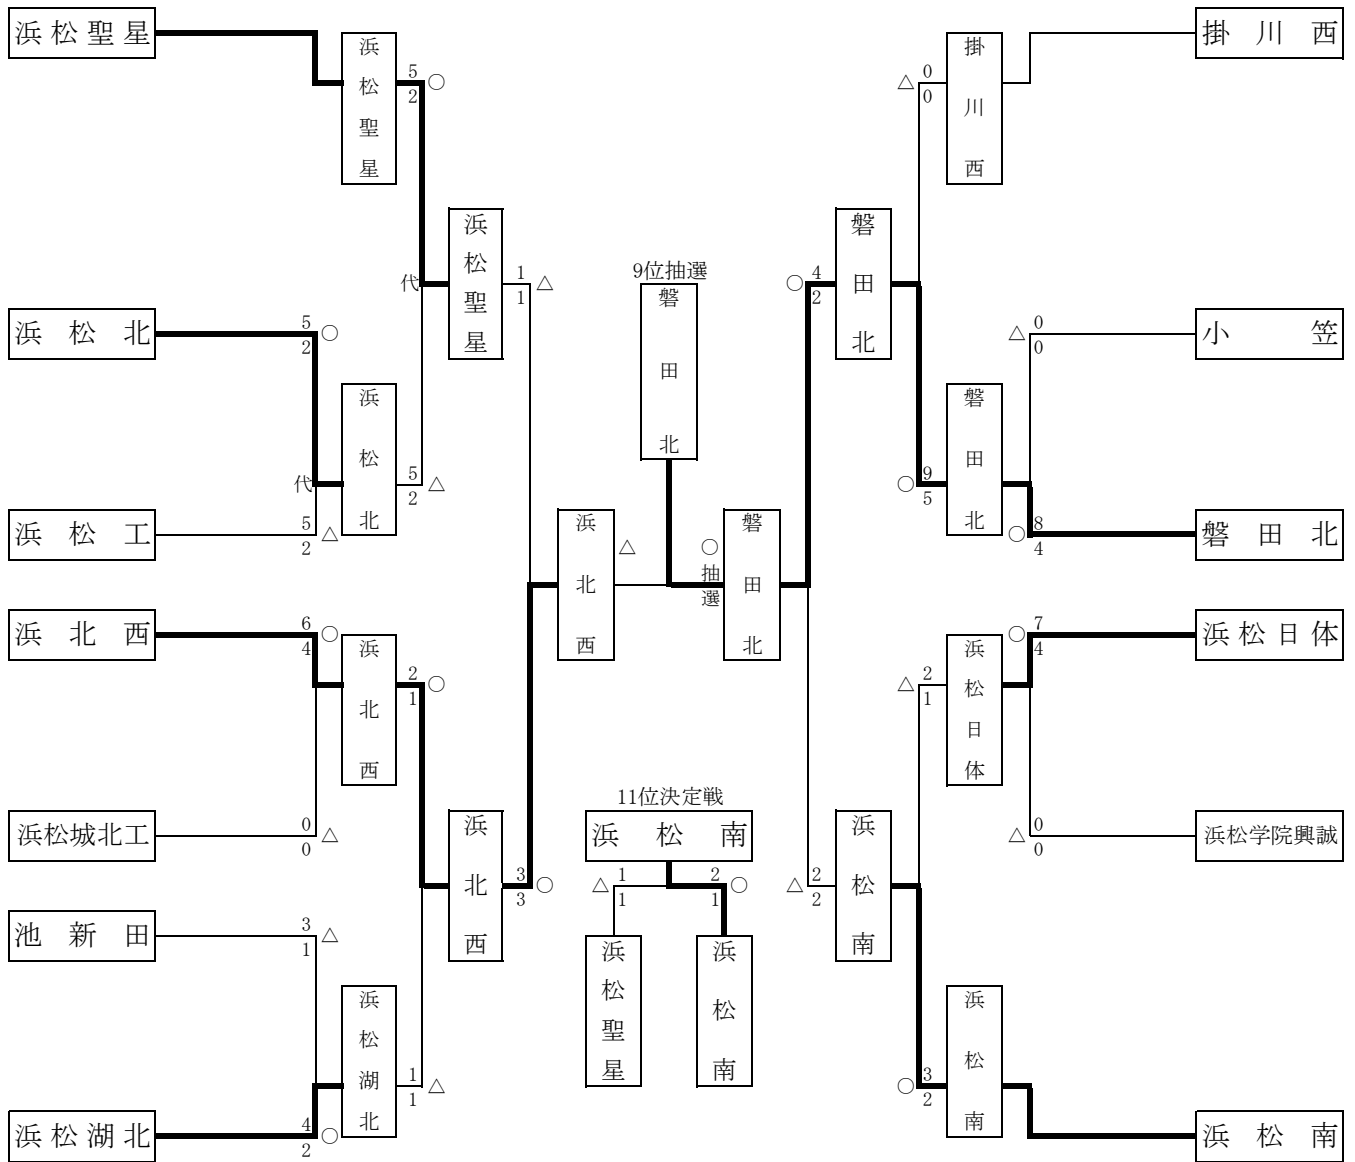 浜松聖星
浜松聖星
5
2
○
浜松北
5
2
○
代
浜松北
5
2
△
浜松工
5
2
△
代
浜松聖星
1
1
△
浜北西
6
4
○
浜北西
2
1
○
浜松城北工
0
0
△
池新田
3
1
△
浜松湖北
1
1
△
浜松湖北
4
2
○
浜北西
3
3
○
浜北西
△
9位抽選
磐田北
○
抽選
磐田北
11位決定戦
浜松南
△
1
1
2
1
○
浜松聖星
浜松南
○
4
2
磐田北
△
0
0
掛川西
掛川西
△
0
0
小笠
○
9
5
磐田北
○
8
4
磐田北
○
7
4
浜松日体
△
2
1
浜松日体
△
0
0
浜松学院興誠
△
2
2
浜松南
○
3
2
浜松南
浜松南